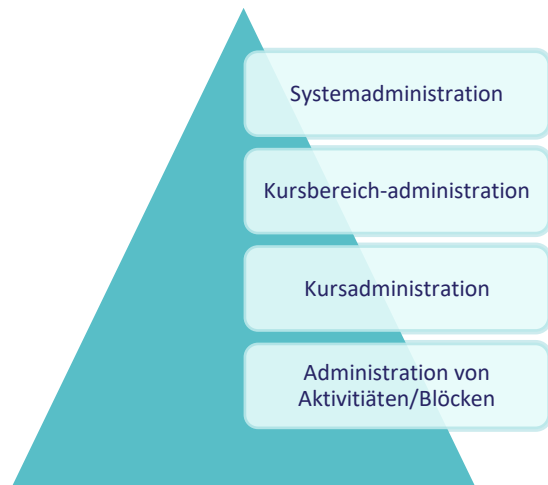 Systemadministration
Kursbereich-administration
Kursadministration
Administration von
Aktivitiäten/Blöcken